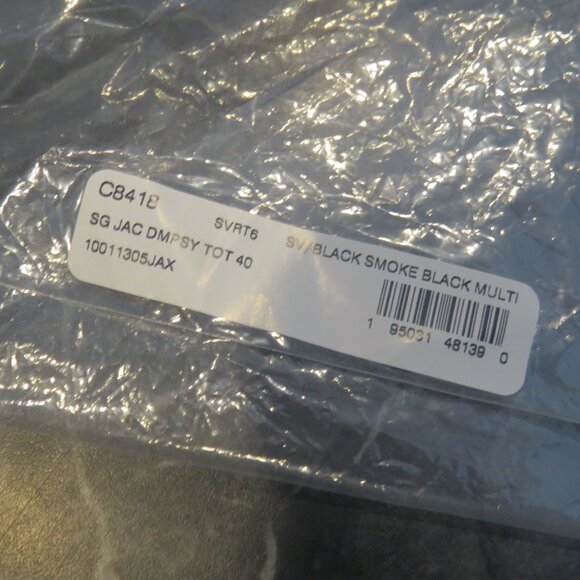 C8418 SVRT6 SV/BLACK SMOKE BLACK MULTI
SG JAC DMPSY TOT 40
10011305JAX
1 95031 48139 0